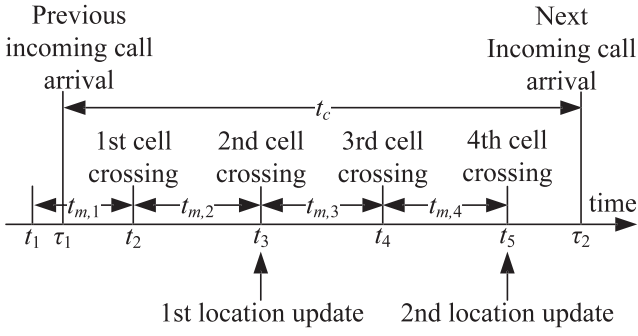 Previous
incoming call
arrival
Next
Incoming call
arrival
t_c
1st cell
crossing
2nd cell
crossing
3rd cell
crossing
4th cell
crossing
t_{m,1}
t_{m,2}
t_{m,3}
t_{m,4}
time
t_1 τ_1 t_2 t_3 t_4 t_5 τ_2
1st location update
2nd location update